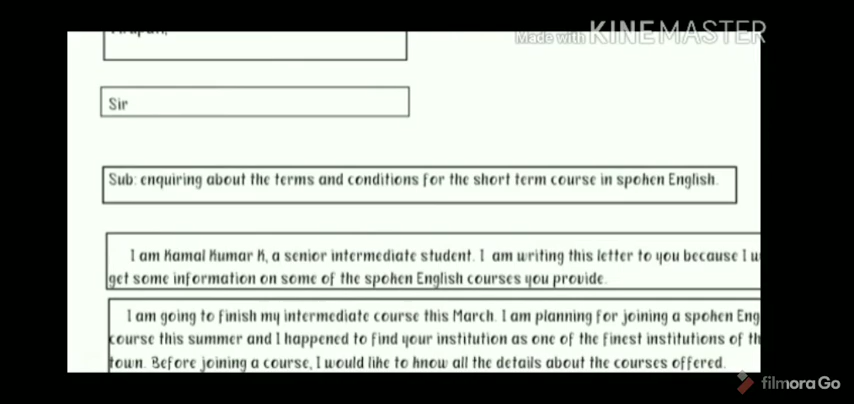 Made with KINEMASTER
Sir
Sub: enquiring about the terms and conditions for the short term course in spoken English.
I am Kamal Kumar K, a senior intermediate student. I am writing this letter to you because I
get some information on some of the spoken English courses you provide.
I am going to finish my intermediate course this March. I am planning for joining a spoken Eng
course this summer and I happened to find your institution as one of the finest institutions of
town. Before joining a course, I would like to know all the details about the courses offered.
filmora Go